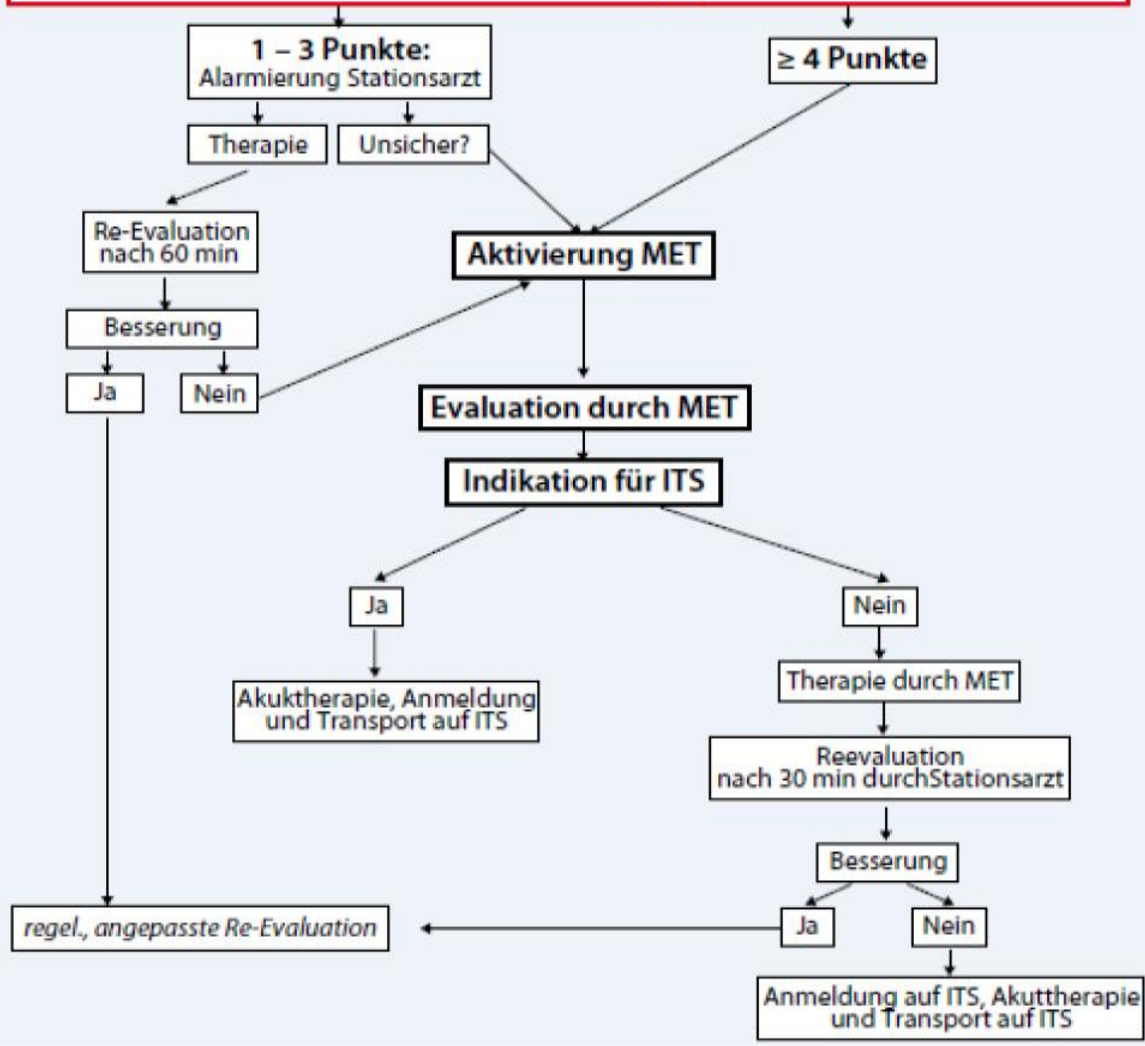 1 – 3 Punkte:
Alarmierung Stationsarzt
≥ 4 Punkte
Therapie
Unsicher?
Re-Evaluation
nach 60 min
Aktivierung MET
Besserung
Ja
Nein
Evaluation durch MET
Indikation für ITS
Ja
Nein
Akuktherapie, Anmeldung
und Transport auf ITS
Therapie durch MET
Reevaluation
nach 30 min durchStationsarzt
Besserung
regel., angepasste Re-Evaluation
Ja
Nein
Anmeldung auf ITS, Akuttherapie
und Transport auf ITS